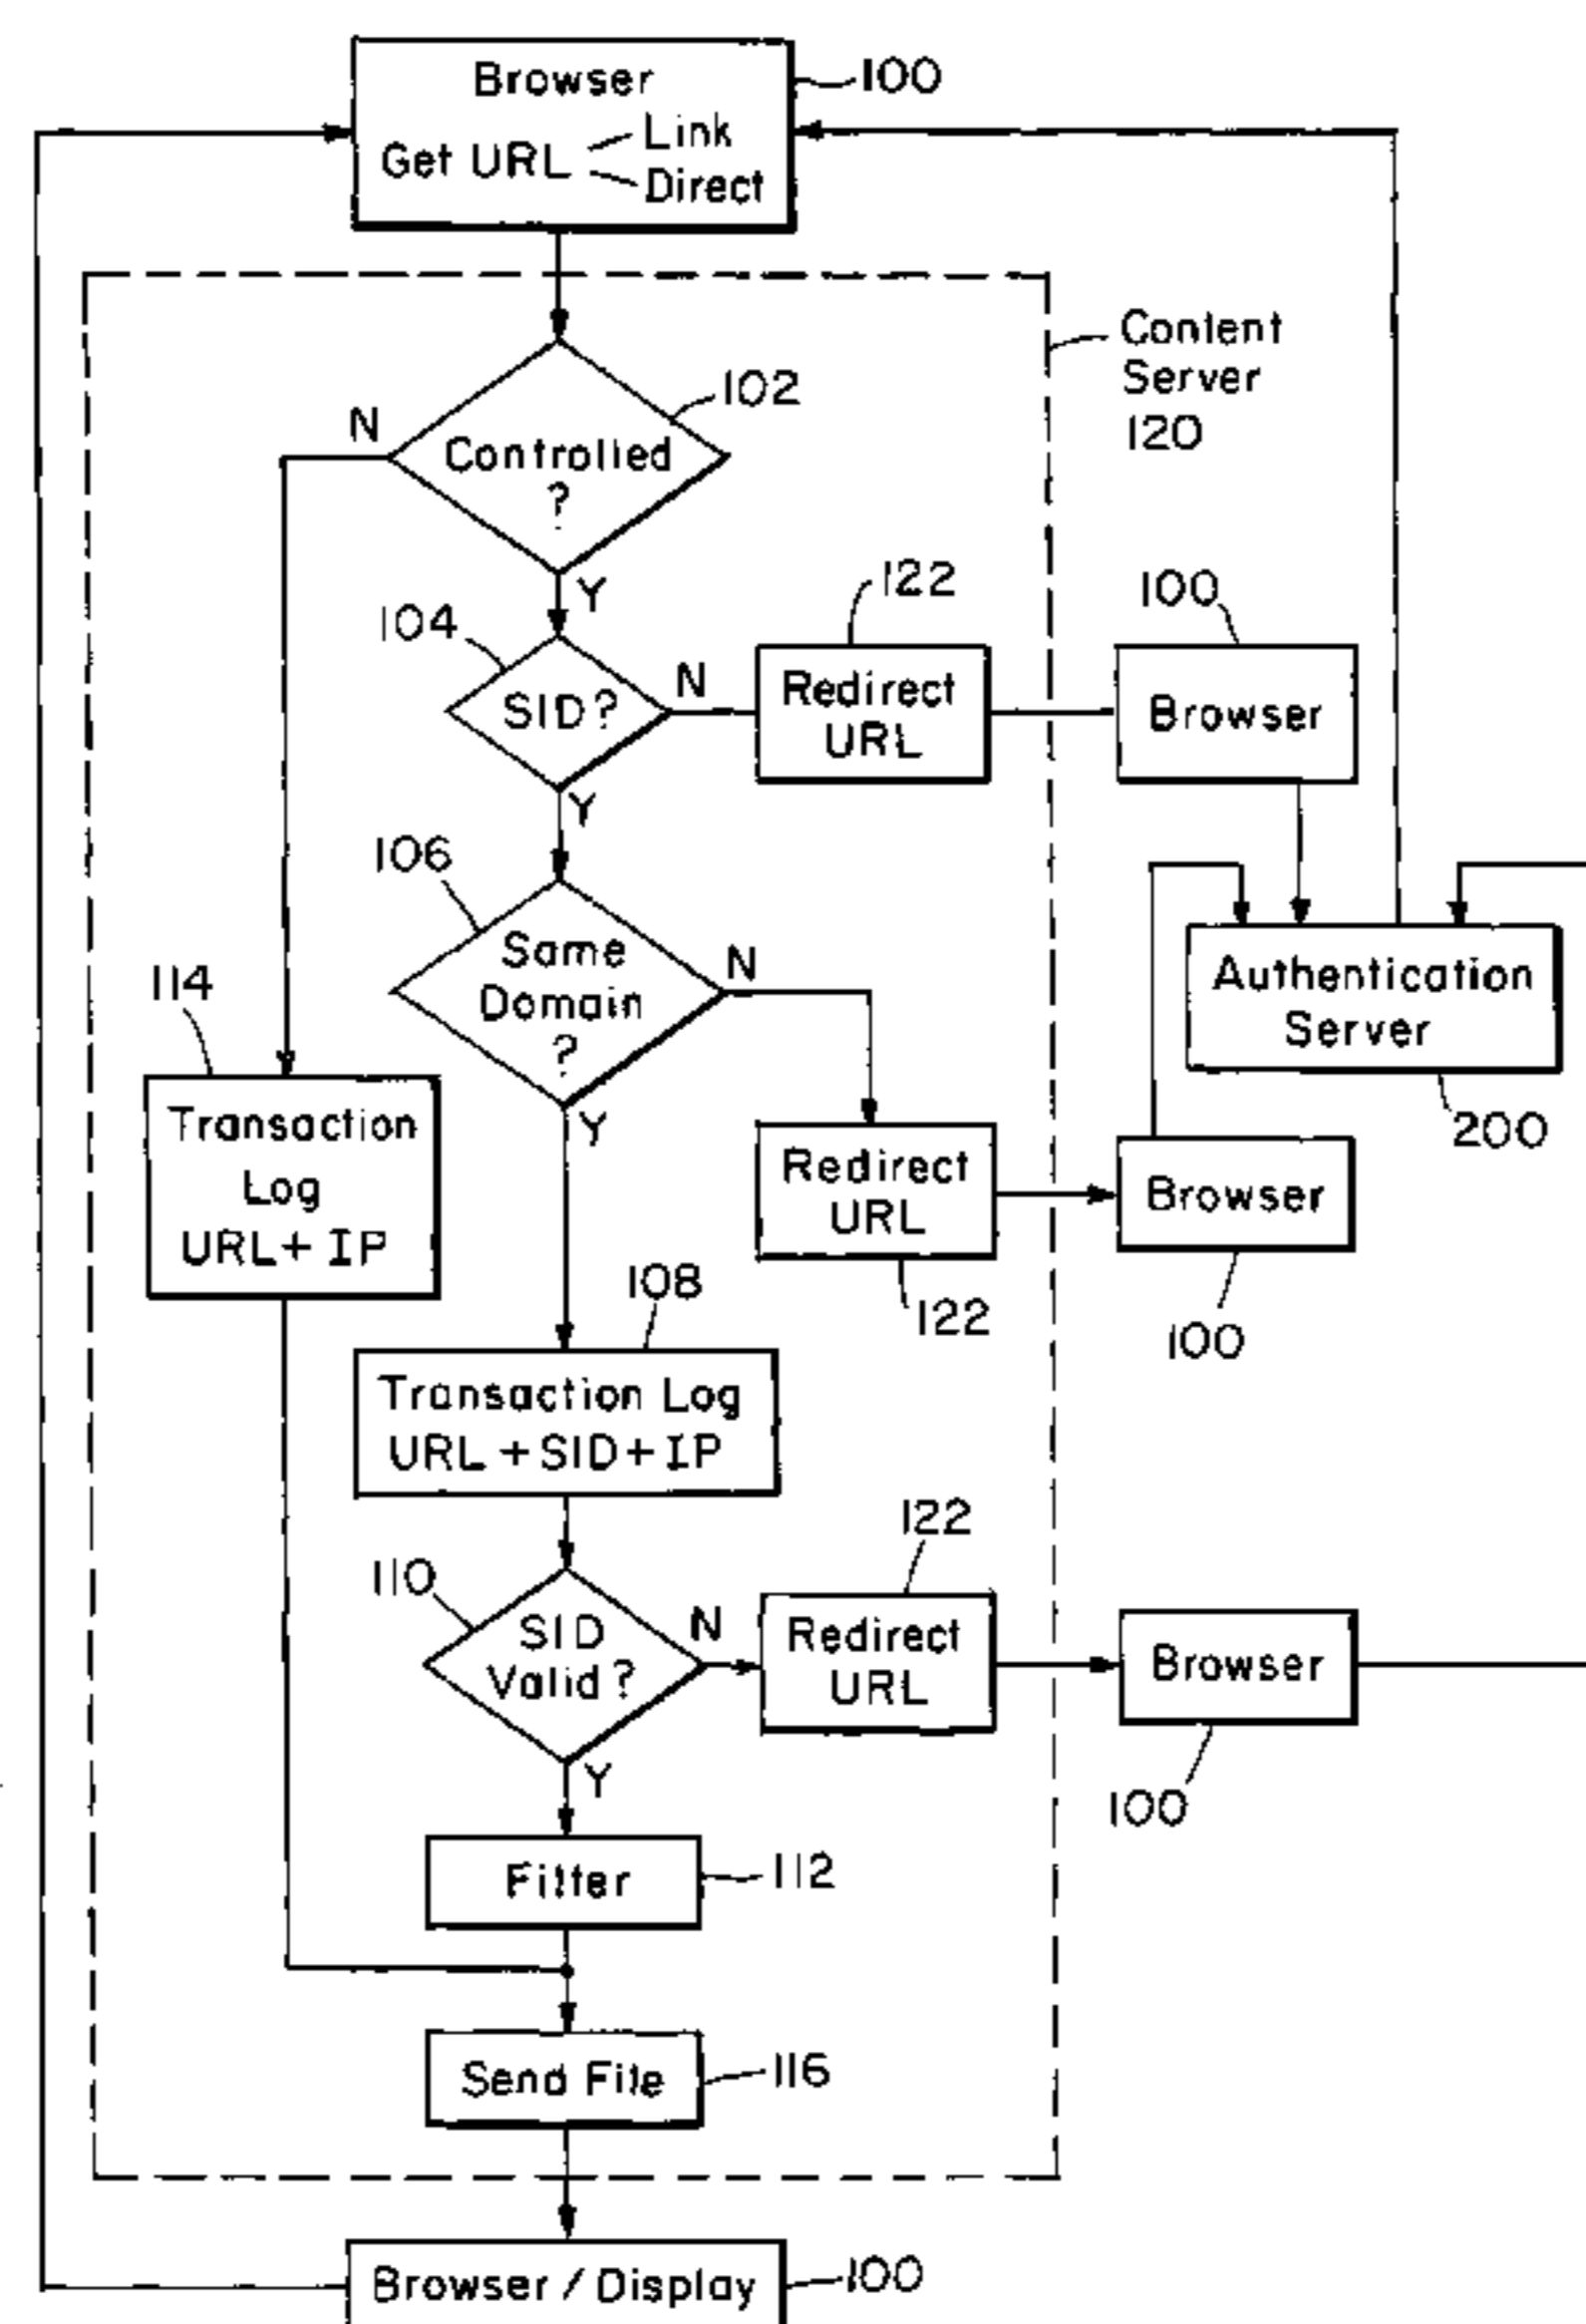 Browser
100
Get URL
Link
Direct
Content
Server
120
102
N
Controlled
?
Y
104
SID?
N
122
Redirect
URL
100
Browser
Y
106
Same
Domain
?
N
Authentication
Server
200
114
Transaction
Log
URL+IP
Y
Redirect
URL
122
Browser
100
108
Transaction Log
URL+SID+IP
110
SID
Valid?
N
122
Redirect
URL
Browser
100
Y
Filter
112
Send File
116
Browser/Display
100